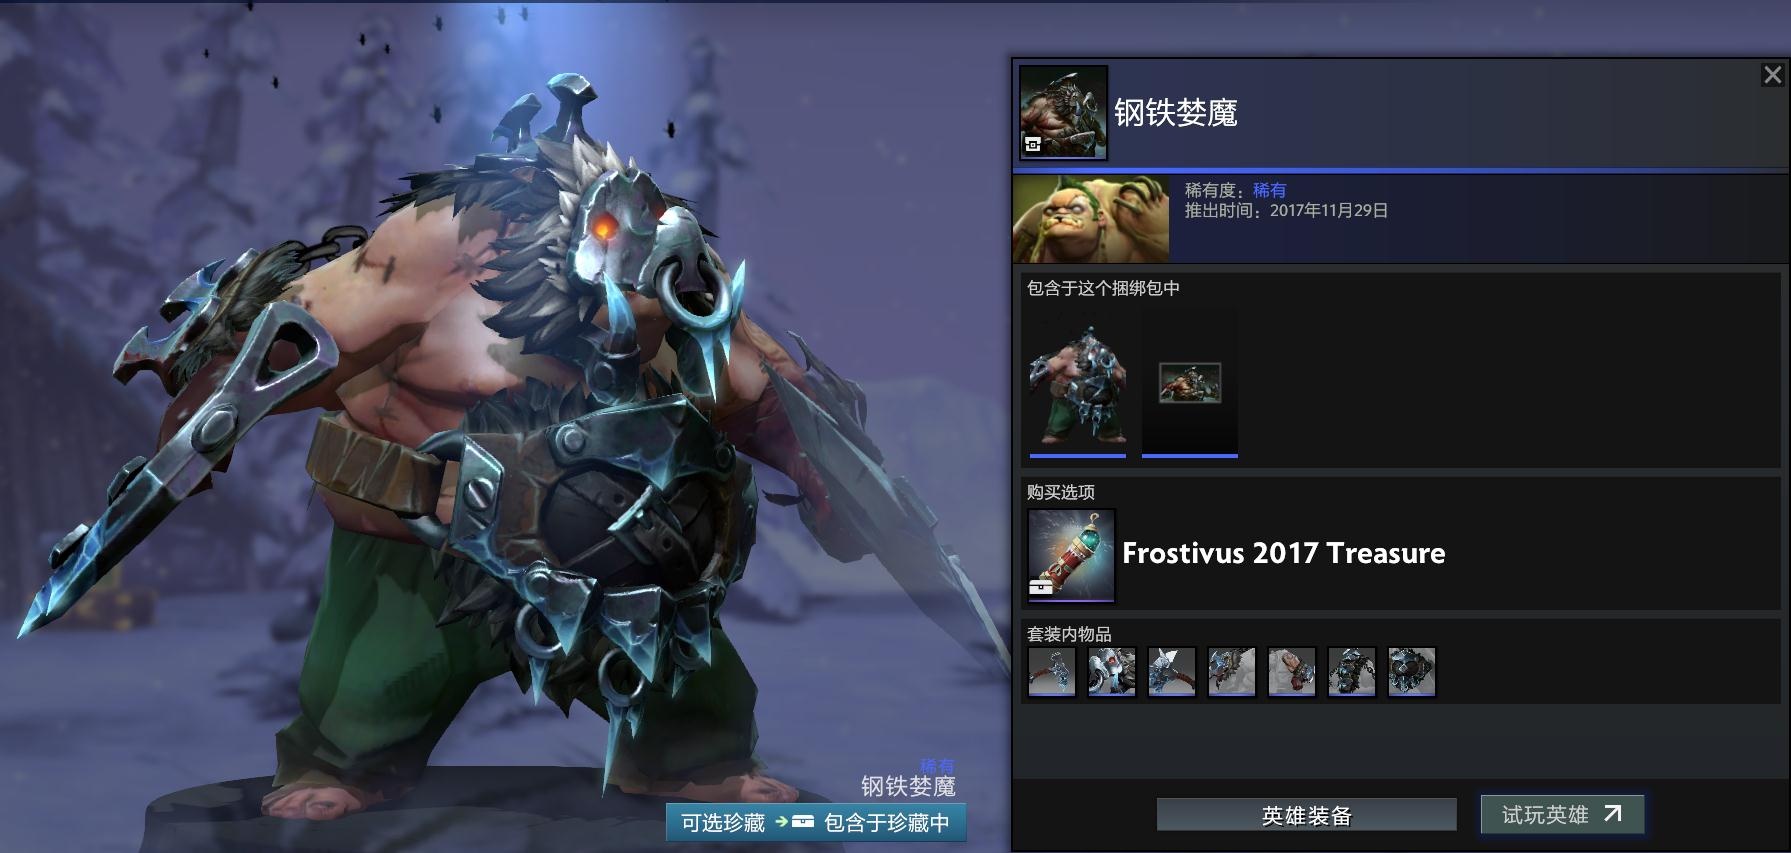 钢铁婪魔
稀有度：稀有
推出时间：2017年11月29日
包含于这个捆绑包中
购买选项
Frostivus 2017 Treasure
套装内物品
稀有
钢铁婪魔
可选珍藏 → 包含于珍藏中
英雄装备
试玩英雄